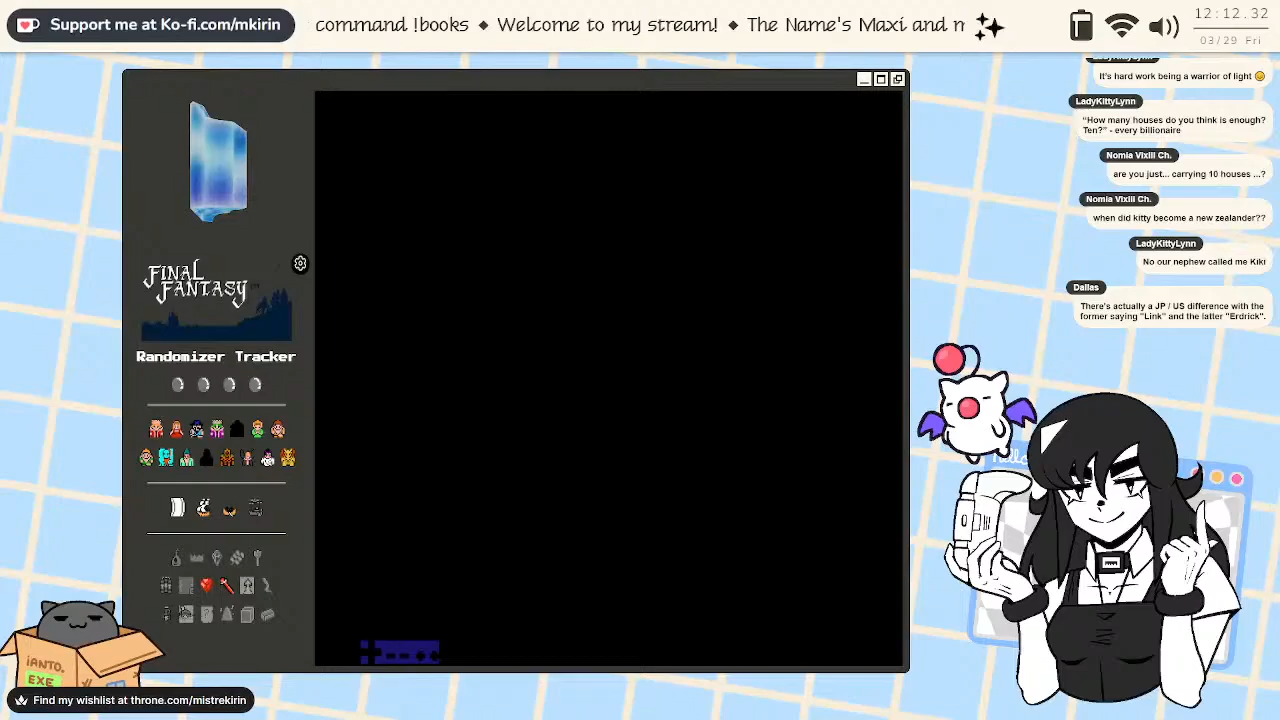 Support me at Ko-fi.com/mkirin
command !books ◆ Welcome to my stream! ◆ The Name's Maxi and m
12:12.32
03/29 Fri
LadyKittyLynn
It's hard work being a warrior of light
LadyKittyLynn
“How many houses do you think is enough?
Ten?” - every billionaire
Nomia VixIII Ch.
are you just... carrying 10 houses ...?
Nomia VixIII Ch.
when did kitty become a new zealander??
LadyKittyLynn
No our nephew called me Kiki
Dallas
There's actually a JP / US difference with the
former saying "Link" and the latter "Erdrick".
FINAL
FANTASY
Randomizer Tracker
hello
¡ANTO.
EXE
Find my wishlist at throne.com/mistrekirin